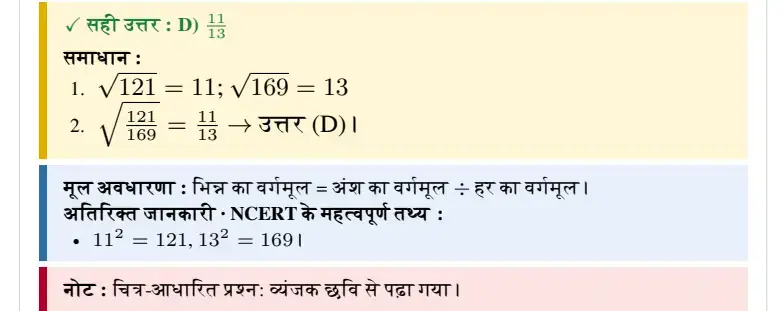 ✓ सही उत्तर : D) 11/13
समाधान :
1. √121 = 11; √169 = 13
2. √(121/169) = 11/13 → उत्तर (D)।
मूल अवधारणा : भिन्न का वर्गमूल = अंश का वर्गमूल ÷ हर का वर्गमूल।
अतिरिक्त जानकारी · NCERT के महत्वपूर्ण तथ्य :
• 11² = 121, 13² = 169।
नोट : चित्र-आधारित प्रश्न: व्यंजक छवि से पढ़ा गया।